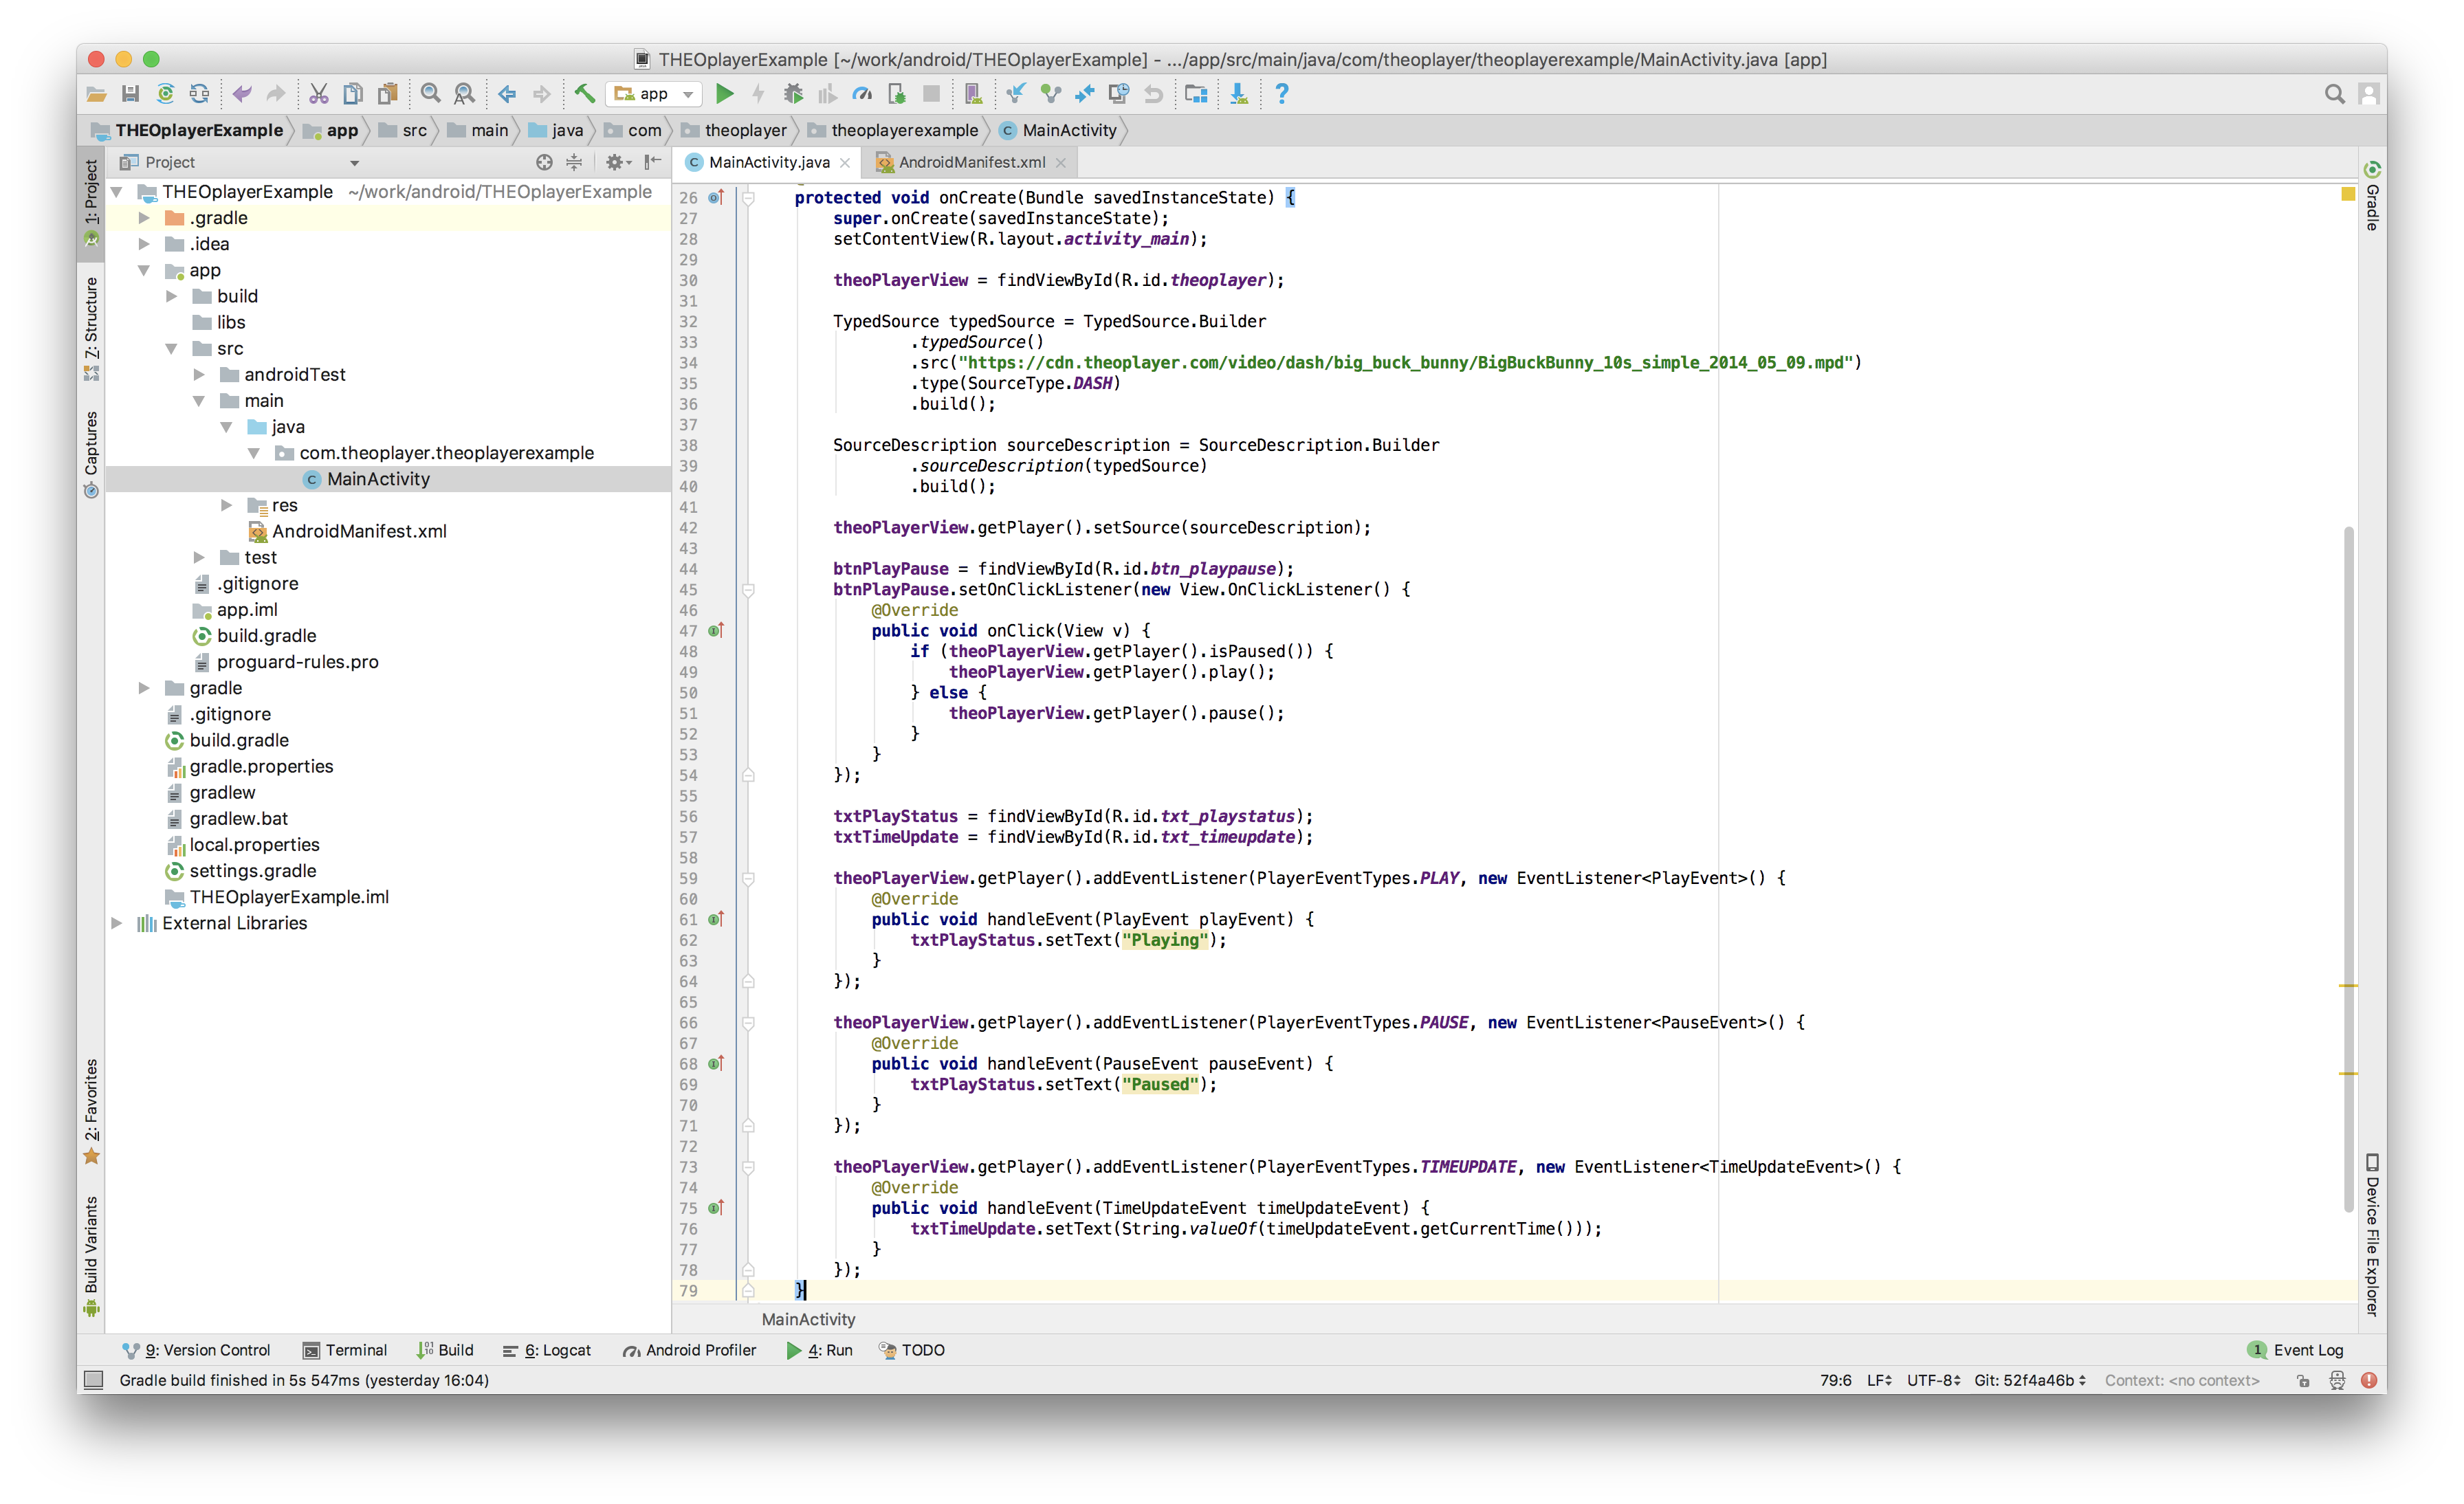 THEOplayerExample [~/work/android/THEOplayerExample] - .../app/src/main/java/com/theoplayer/theoplayerexample/MainActivity.java [app]
app
THEOplayerExample app src main java com theoplayer theoplayerexample MainActivity
Project
MainActivity.java
AndroidManifest.xml
1: Project
Z: Structure
Captures
2: Favorites
Build Variants
THEOplayerExample ~/work/android/THEOplayerExample
.gradle
.idea
app
build
libs
src
androidTest
main
java
com.theoplayer.theoplayerexample
MainActivity
res
AndroidManifest.xml
test
.gitignore
app.iml
build.gradle
proguard-rules.pro
gradle
.gitignore
build.gradle
gradle.properties
gradlew
gradlew.bat
local.properties
settings.gradle
THEOplayerExample.iml
External Libraries
26 protected void onCreate(Bundle savedInstanceState) {
27 super.onCreate(savedInstanceState);
28 setContentView(R.layout.activity_main);
29
30 theoPlayerView = findViewById(R.id.theoplayer);
31
32 TypedSource typedSource = TypedSource.Builder
33 .typedSource()
34 .src("https://cdn.theoplayer.com/video/dash/big_buck_bunny/BigBuckBunny_10s_simple_2014_05_09.mpd")
35 .type(SourceType.DASH)
36 .build();
37
38 SourceDescription sourceDescription = SourceDescription.Builder
39 .sourceDescription(typedSource)
40 .build();
41
42 theoPlayerView.getPlayer().setSource(sourceDescription);
43
44 btnPlayPause = findViewById(R.id.btn_playpause);
45 btnPlayPause.setOnClickListener(new View.OnClickListener() {
46 @Override
47 public void onClick(View v) {
48 if (theoPlayerView.getPlayer().isPaused()) {
49 theoPlayerView.getPlayer().play();
50 } else {
51 theoPlayerView.getPlayer().pause();
52 }
53 }
54 });
55
56 txtPlayStatus = findViewById(R.id.txt_playstatus);
57 txtTimeUpdate = findViewById(R.id.txt_timeupdate);
58
59 theoPlayerView.getPlayer().addEventListener(PlayerEventTypes.PLAY, new EventListener<PlayEvent>() {
60 @Override
61 public void handleEvent(PlayEvent playEvent) {
62 txtPlayStatus.setText("Playing");
63 }
64 });
65
66 theoPlayerView.getPlayer().addEventListener(PlayerEventTypes.PAUSE, new EventListener<PauseEvent>() {
67 @Override
68 public void handleEvent(PauseEvent pauseEvent) {
69 txtPlayStatus.setText("Paused");
70 }
71 });
72
73 theoPlayerView.getPlayer().addEventListener(PlayerEventTypes.TIMEUPDATE, new EventListener<TimeUpdateEvent>() {
74 @Override
75 public void handleEvent(TimeUpdateEvent timeUpdateEvent) {
76 txtTimeUpdate.setText(String.valueOf(timeUpdateEvent.getCurrentTime()));
77 }
78 });
79 }
MainActivity
Gradle
Device File Explorer
9: Version Control Terminal Build 6: Logcat Android Profiler 4: Run TODO 1 Event Log
Gradle build finished in 5s 547ms (yesterday 16:04) 79:6 LF UTF-8 Git: 52f4a46b Context: <no context>